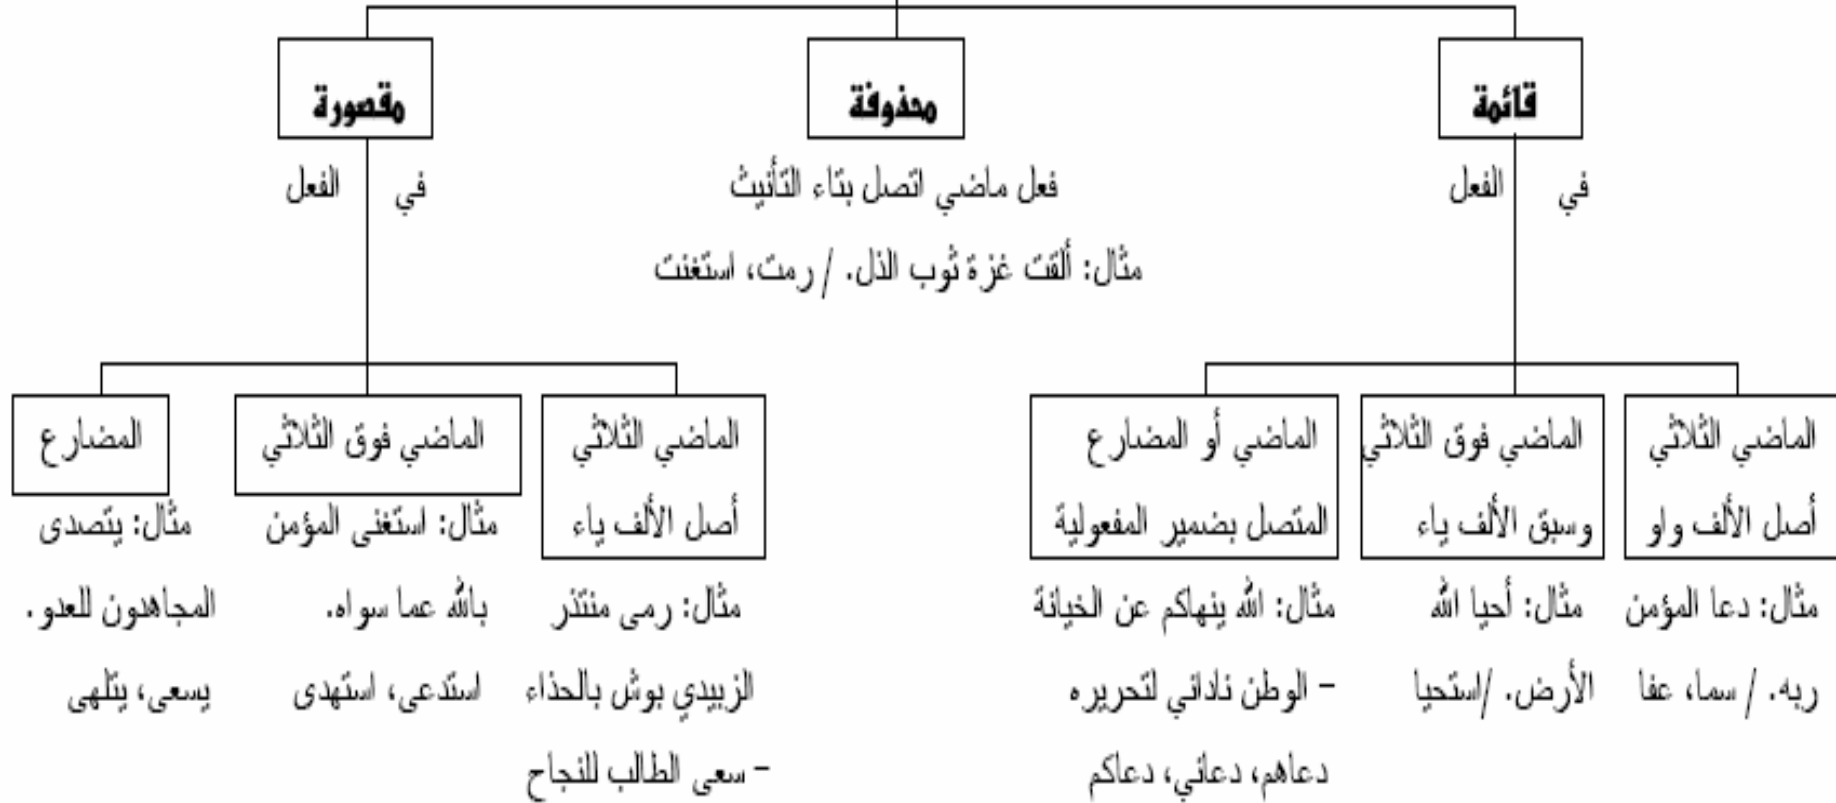 قائمة
محذوفة
مقصورة
في الفعل
فعل ماضي اتصل بتاء التأنيث
في الفعل
مثال: ألقت غزة ثوب الذل. / رمت، استغنت
الماضي الثلاثي
أصل الألف واو
مثال: دعا المؤمن
ربه. / سما، عفا
الماضي فوق الثلاثي
وسبق الألف ياء
مثال: أحيا الله
الأرض. /استحيا
الماضي أو المضارع
المتصل بضمير المفعولية
مثال: الله ينهاكم عن الخيانة
- الوطن ناداني لتحريره
دعاهم، دعاني، دعاكم
الماضي الثلاثي
أصل الألف ياء
مثال: رمى منتذر
الزبيدي بوش بالحذاء
- سعى الطالب للنجاح
الماضي فوق الثلاثي
مثال: استغنى المؤمن
بالله عما سواه.
استدعى، استهدى
المضارع
مثال: يتصدى
المجاهدون للعدو.
يسعى، يتلهى